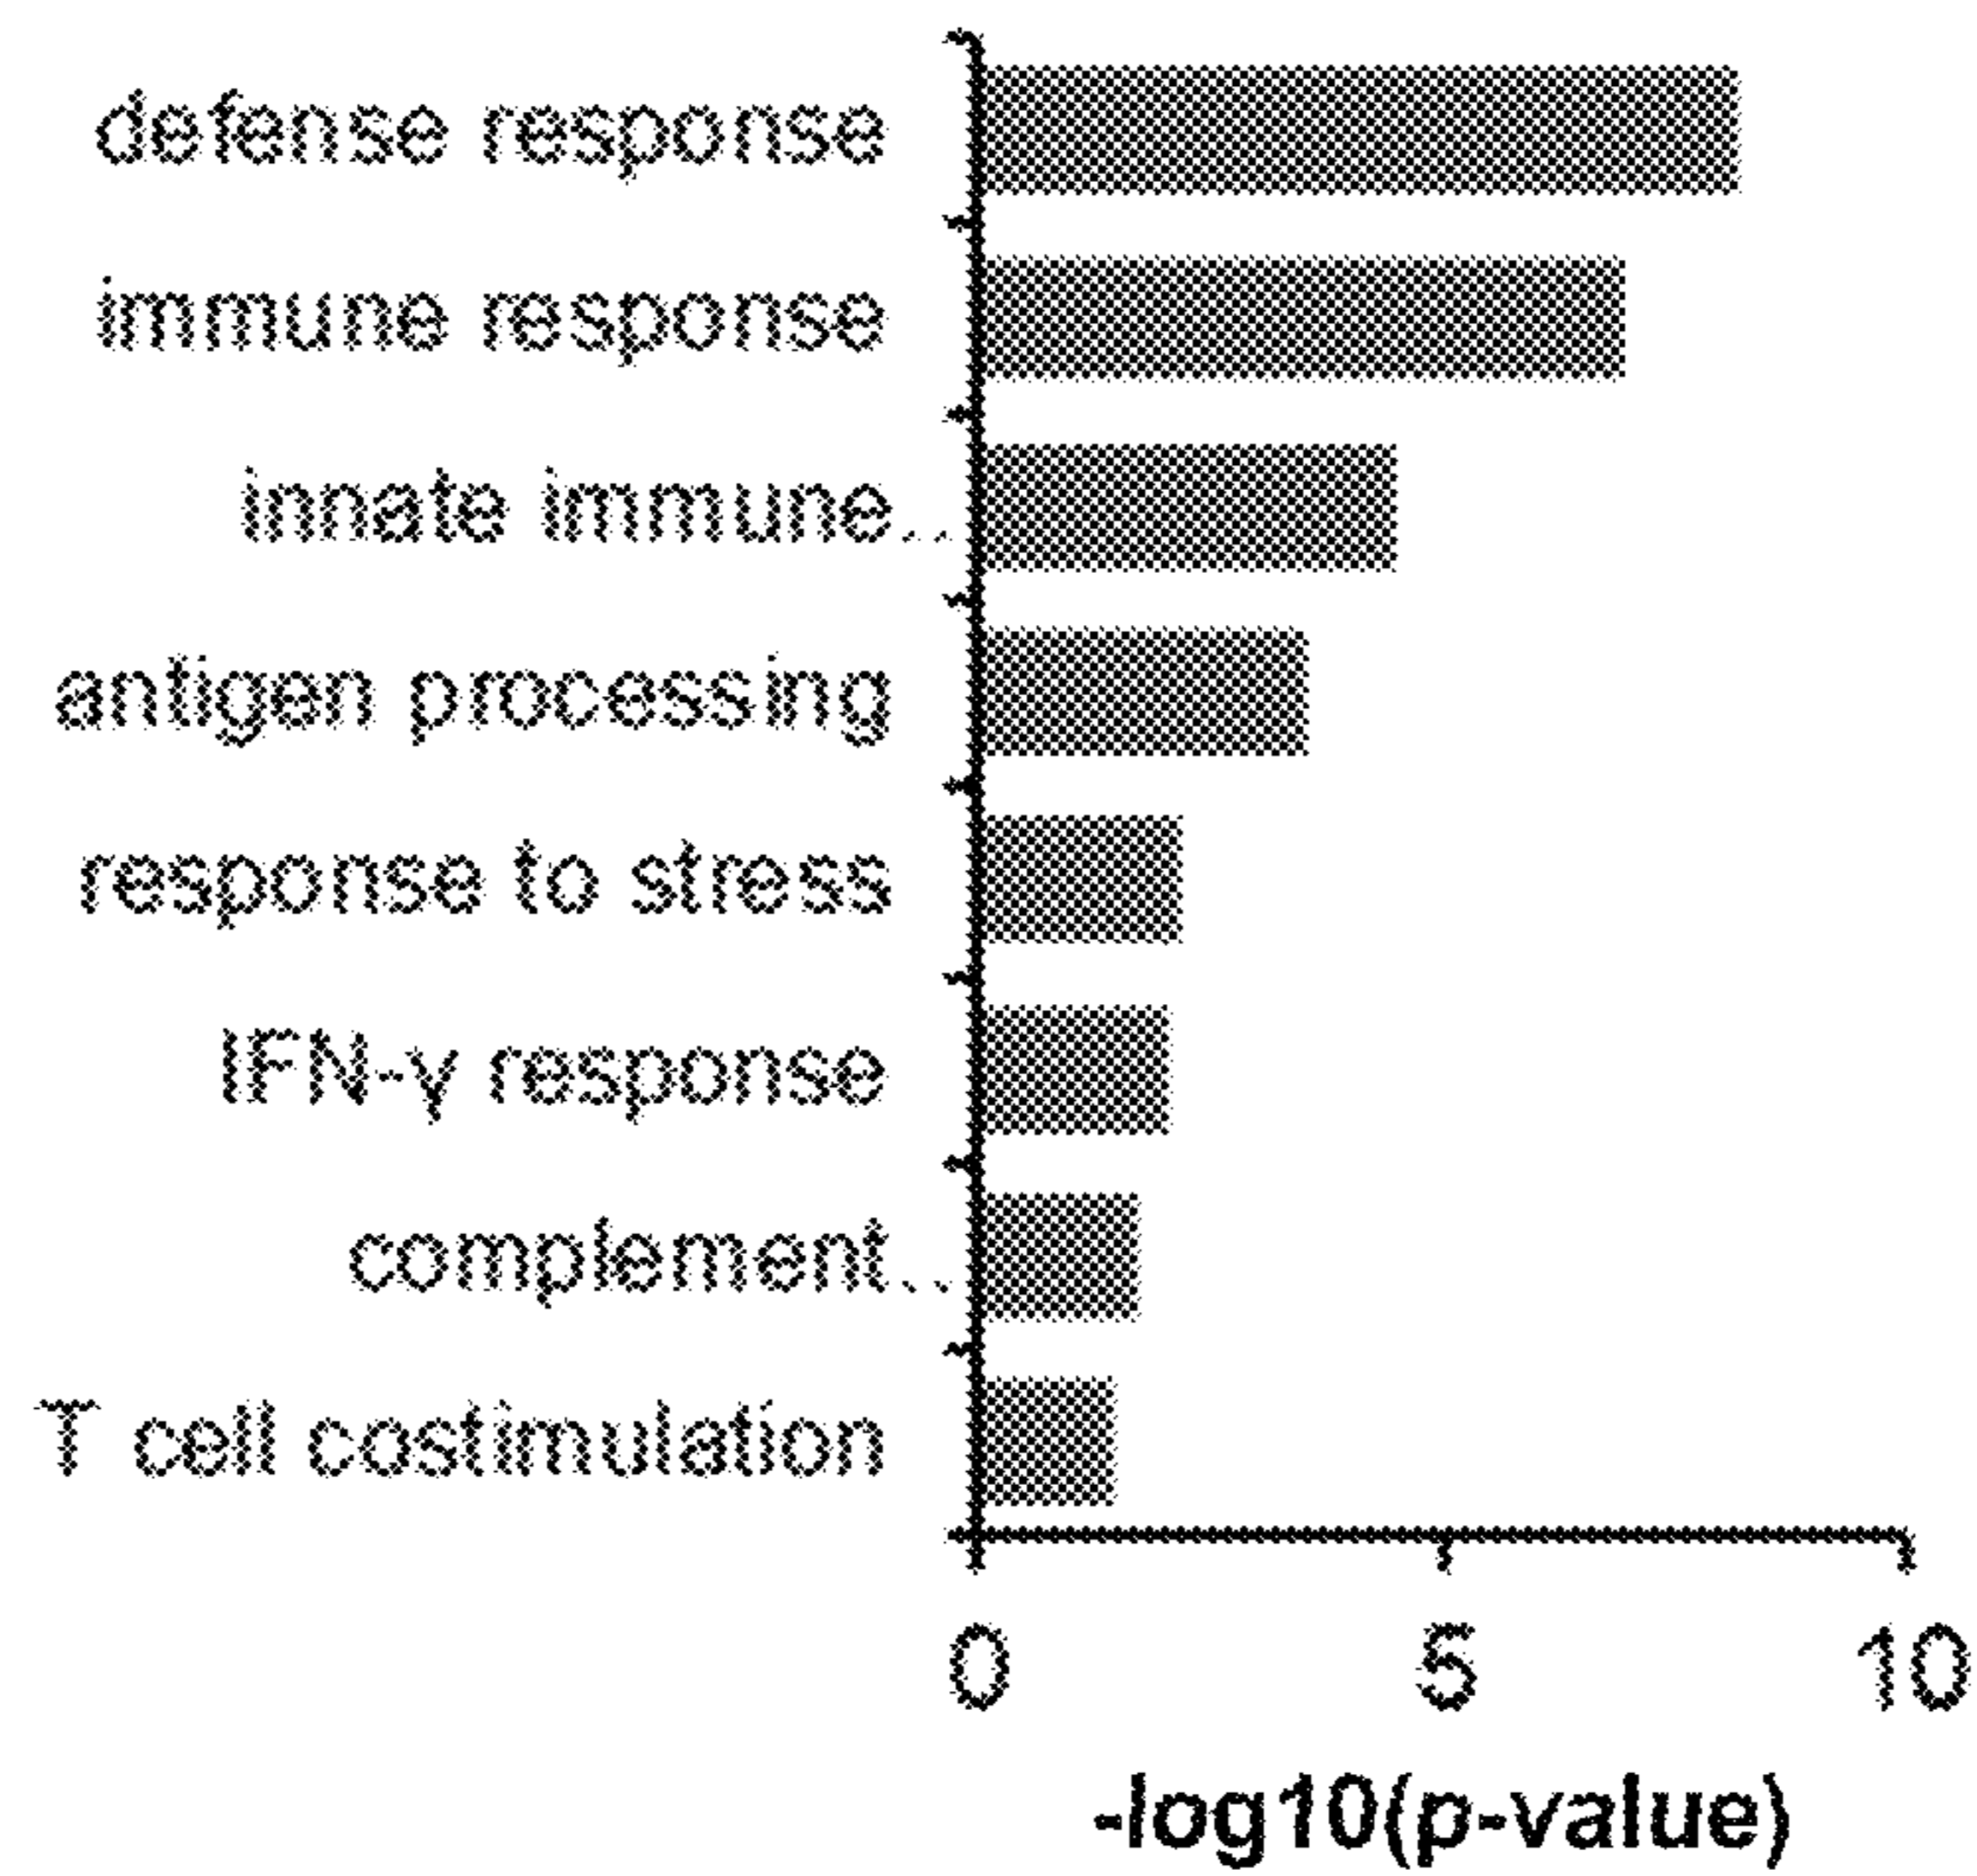 defense response
immune response
innate immune...
antigen processing
response to stress
IFN-γ response
complement...
T cell costimulation
0 5 10
-log10(p-value)